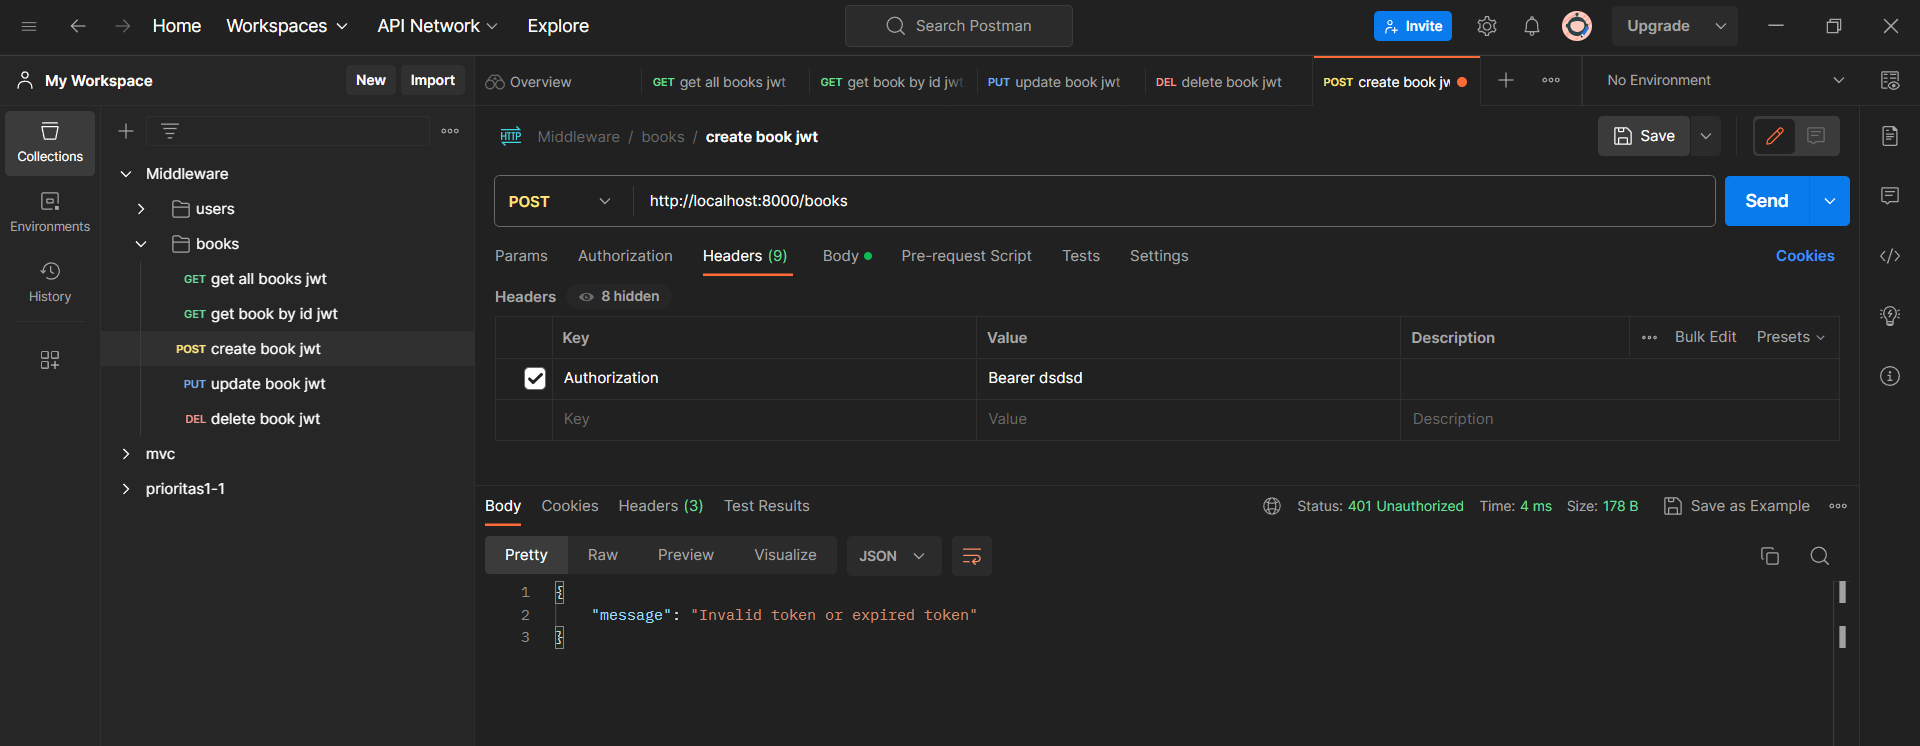 Home Workspaces API Network Explore Search Postman Invite Upgrade
My Workspace New Import Overview GET get all books jwt GET get book by id jwt PUT update book jwt DEL delete book jwt POST create book jw No Environment
Collections
Environments
History
Middleware
users
books
GET get all books jwt
GET get book by id jwt
POST create book jwt
PUT update book jwt
DEL delete book jwt
mvc
prioritas1-1
HTTP Middleware / books / create book jwt Save
POST http://localhost:8000/books Send
Params Authorization Headers (9) Body Pre-request Script Tests Settings Cookies
Headers 8 hidden
Key Value Description Bulk Edit Presets
Authorization Bearer dsdsd
Key Value Description
Body Cookies Headers (3) Test Results Status: 401 Unauthorized Time: 4 ms Size: 178 B Save as Example
Pretty Raw Preview Visualize JSON
1 {
2 "message": "Invalid token or expired token"
3 }